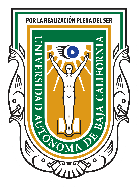 POR LA REALIZACIÓN PLENA DEL SER
UNIVERSIDAD AUTÓNOMA DE BAJA CALIFORNIA